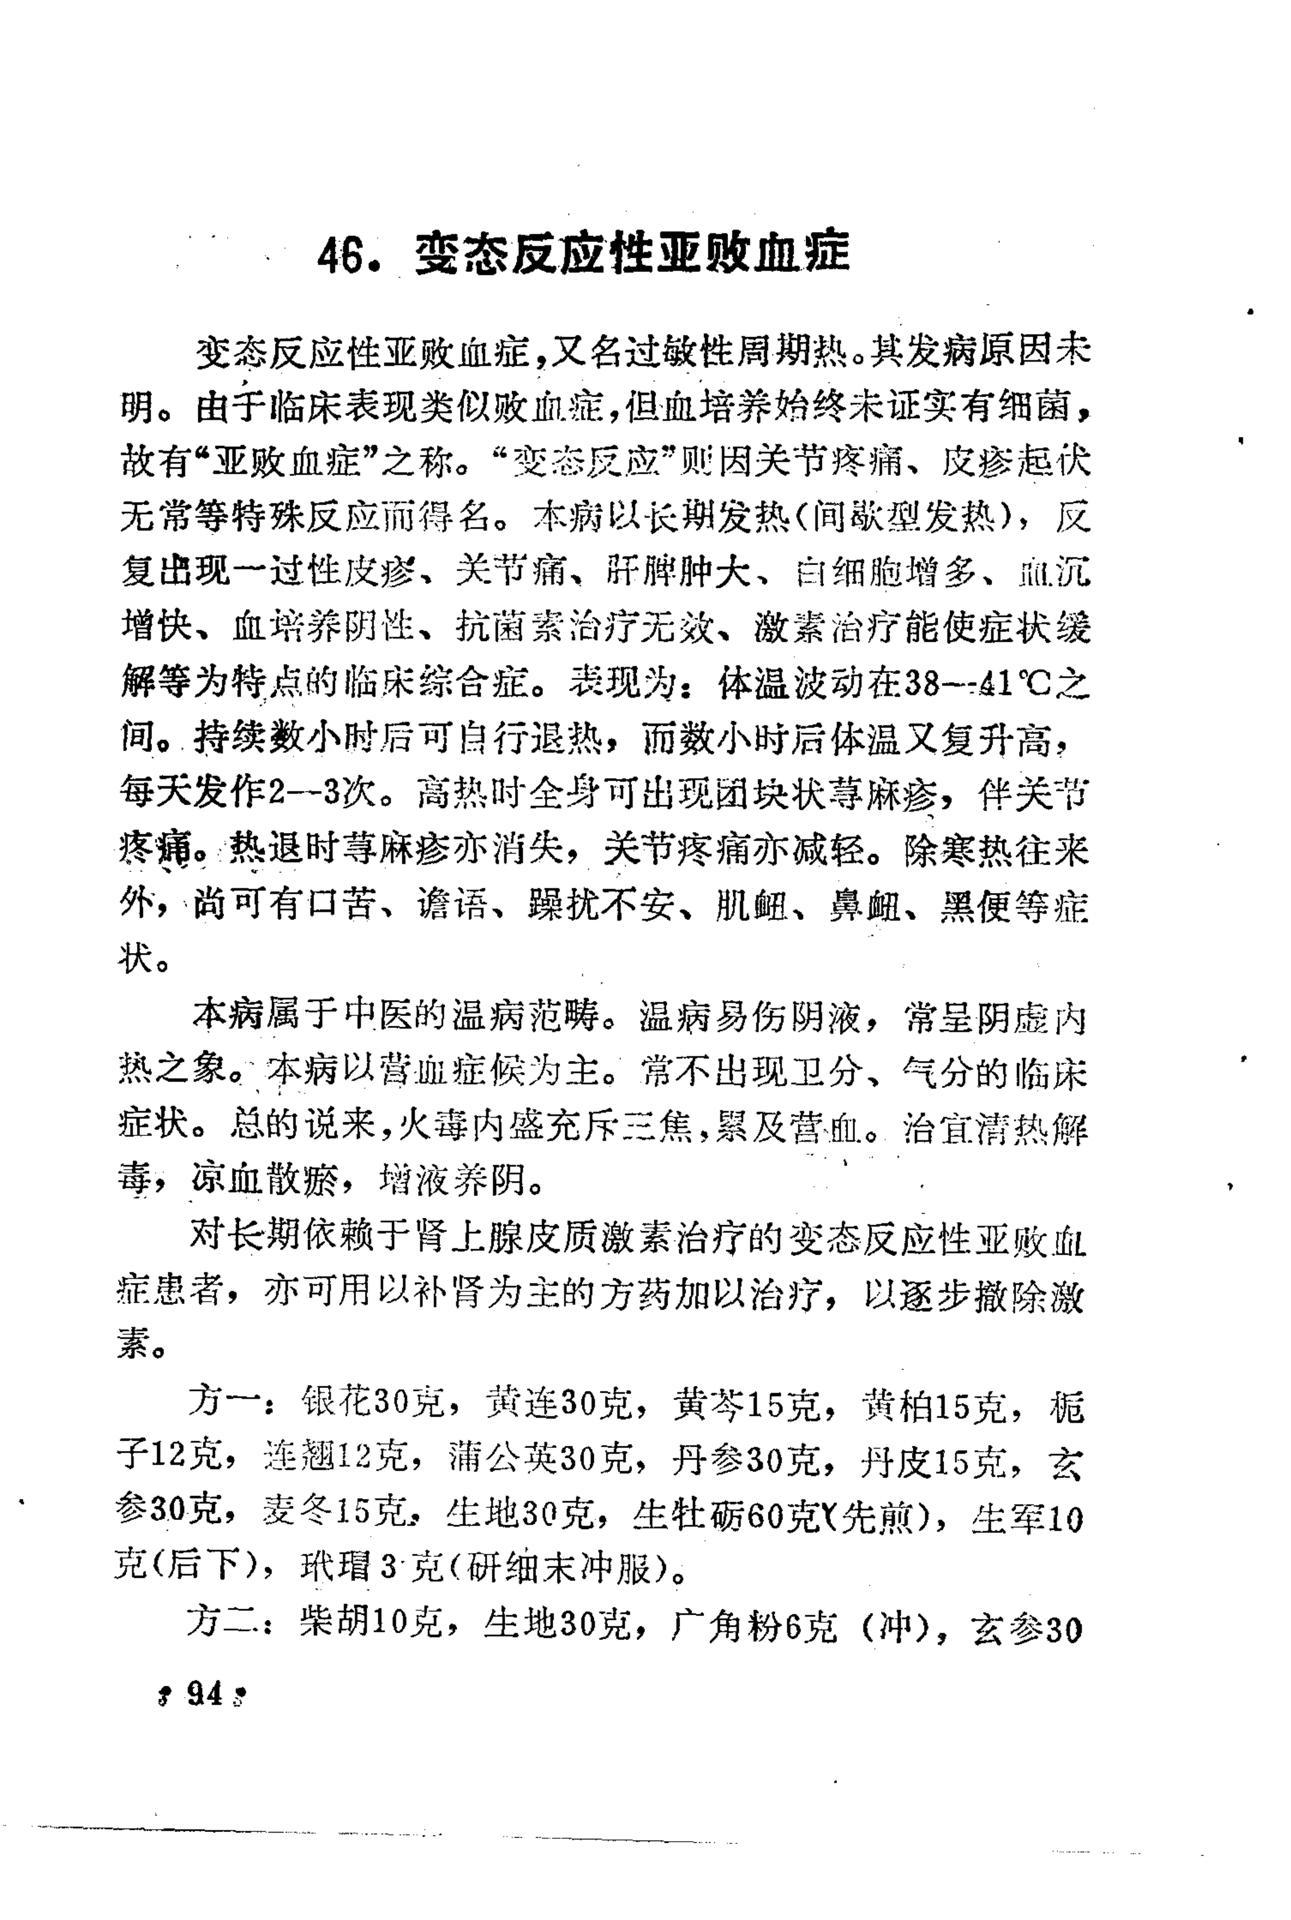 46. 变态反应性亚败血症
变态反应性亚败血症,又名过敏性周期热。其发病原因未
明。由于临床表现类似败血症,但血培养始终未证实有细菌,
故有“亚败血症”之称。“变态反应”则因关节疼痛、皮疹起伏
无常等特殊反应而得名。本病以长期发热(间歇型发热),反
复出现一过性皮疹、关节痛、肝脾肿大、白细胞增多、血沉
增快、血培养阴性、抗菌素治疗无效、激素治疗能使症状缓
解等为特点的临床综合症。表现为:体温波动在38—41℃之
间。持续数小时后可自行退热,而数小时后体温又复升高,
每天发作2—3次。高热时全身可出现团块状荨麻疹,伴关节
疼痛。热退时荨麻疹亦消失,关节疼痛亦减轻。除寒热往来
外,尚可有口苦、谵语、躁扰不安、肌衄、鼻衄、黑便等症
状。
本病属于中医的温病范畴。温病易伤阴液,常呈阴虚内
热之象。本病以营血症候为主。常不出现卫分、气分的临床
症状。总的说来,火毒内盛充斥三焦,累及营血。治宜清热解
毒,凉血散瘀,增液养阴。
对长期依赖于肾上腺皮质激素治疗的变态反应性亚败血
症患者,亦可用以补肾为主的方药加以治疗,以逐步撤除激
素。
方一:银花30克,黄连30克,黄芩15克,黄柏15克,栀
子12克,连翘12克,蒲公英30克,丹参30克,丹皮15克,玄
参30克,麦冬15克,生地30克,生牡砺60克(先煎),生军10
克(后下),玳瑁3克(研细末冲服)。
方二:柴胡10克,生地30克,广角粉6克(冲),玄参30
94